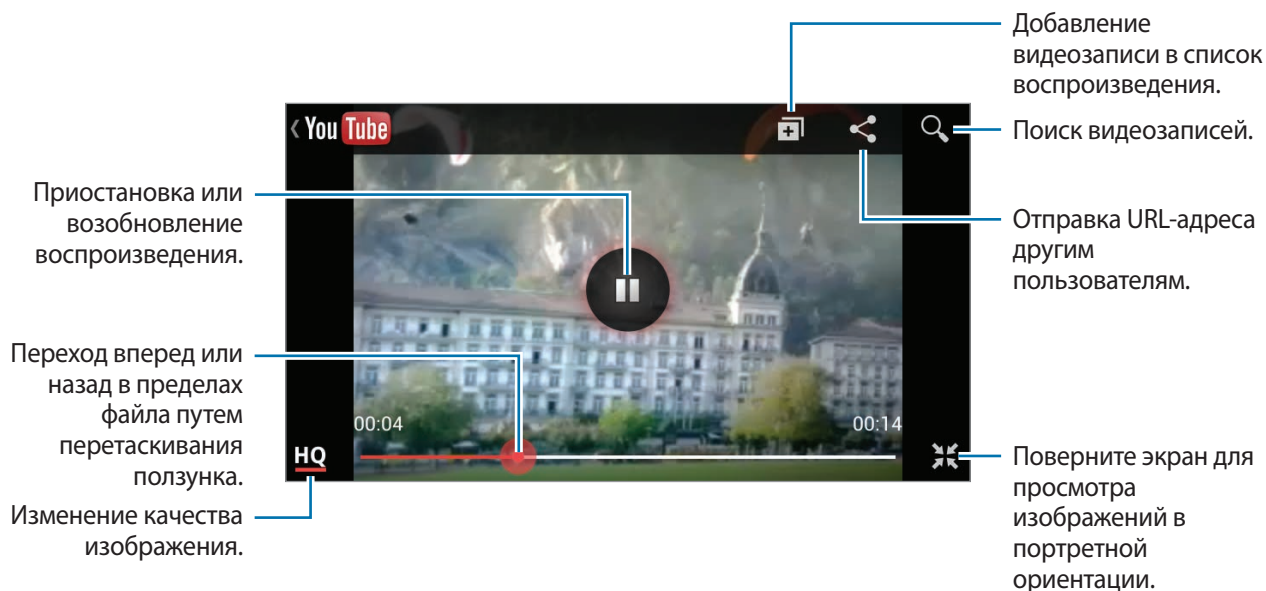 Добавление
видеозаписи в список
воспроизведения.
You Tube
Поиск видеозаписей.
Приостановка или
возобновление
воспроизведения.
Отправка URL-адреса
другим
пользователям.
Переход вперед или
назад в пределах
файла путем
перетаскивания
ползунка.
00:04
00:14
HQ
Изменение качества
изображения.
Поверните экран для
просмотра
изображений в
портретной
ориентации.